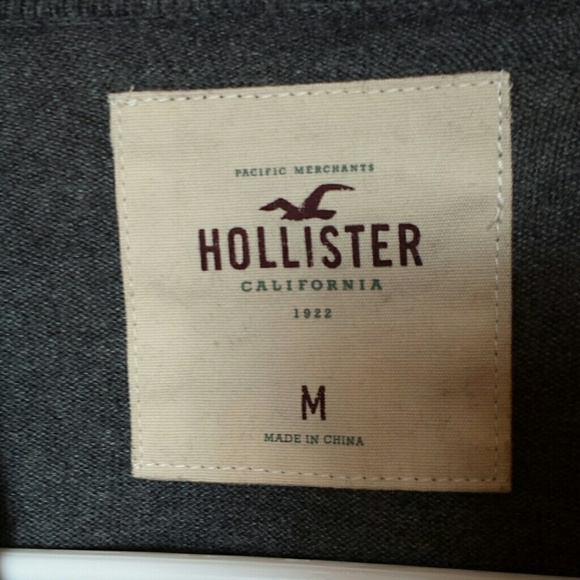 PACIFIC MERCHANTS
HOLLISTER
CALIFORNIA
1922
M
MADE IN CHINA